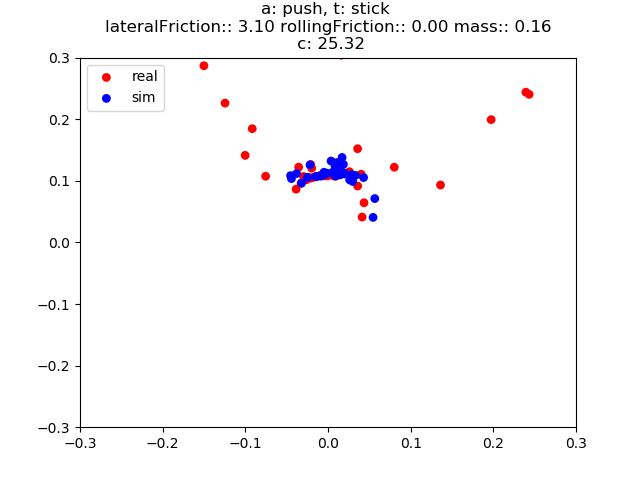 a: push, t: stick
lateralFriction:: 3.10 rollingFriction:: 0.00 mass:: 0.16
c: 25.32
real
sim
0.3
0.2
0.1
0.0
−0.1
−0.2
−0.3
−0.3 −0.2 −0.1 0.0 0.1 0.2 0.3